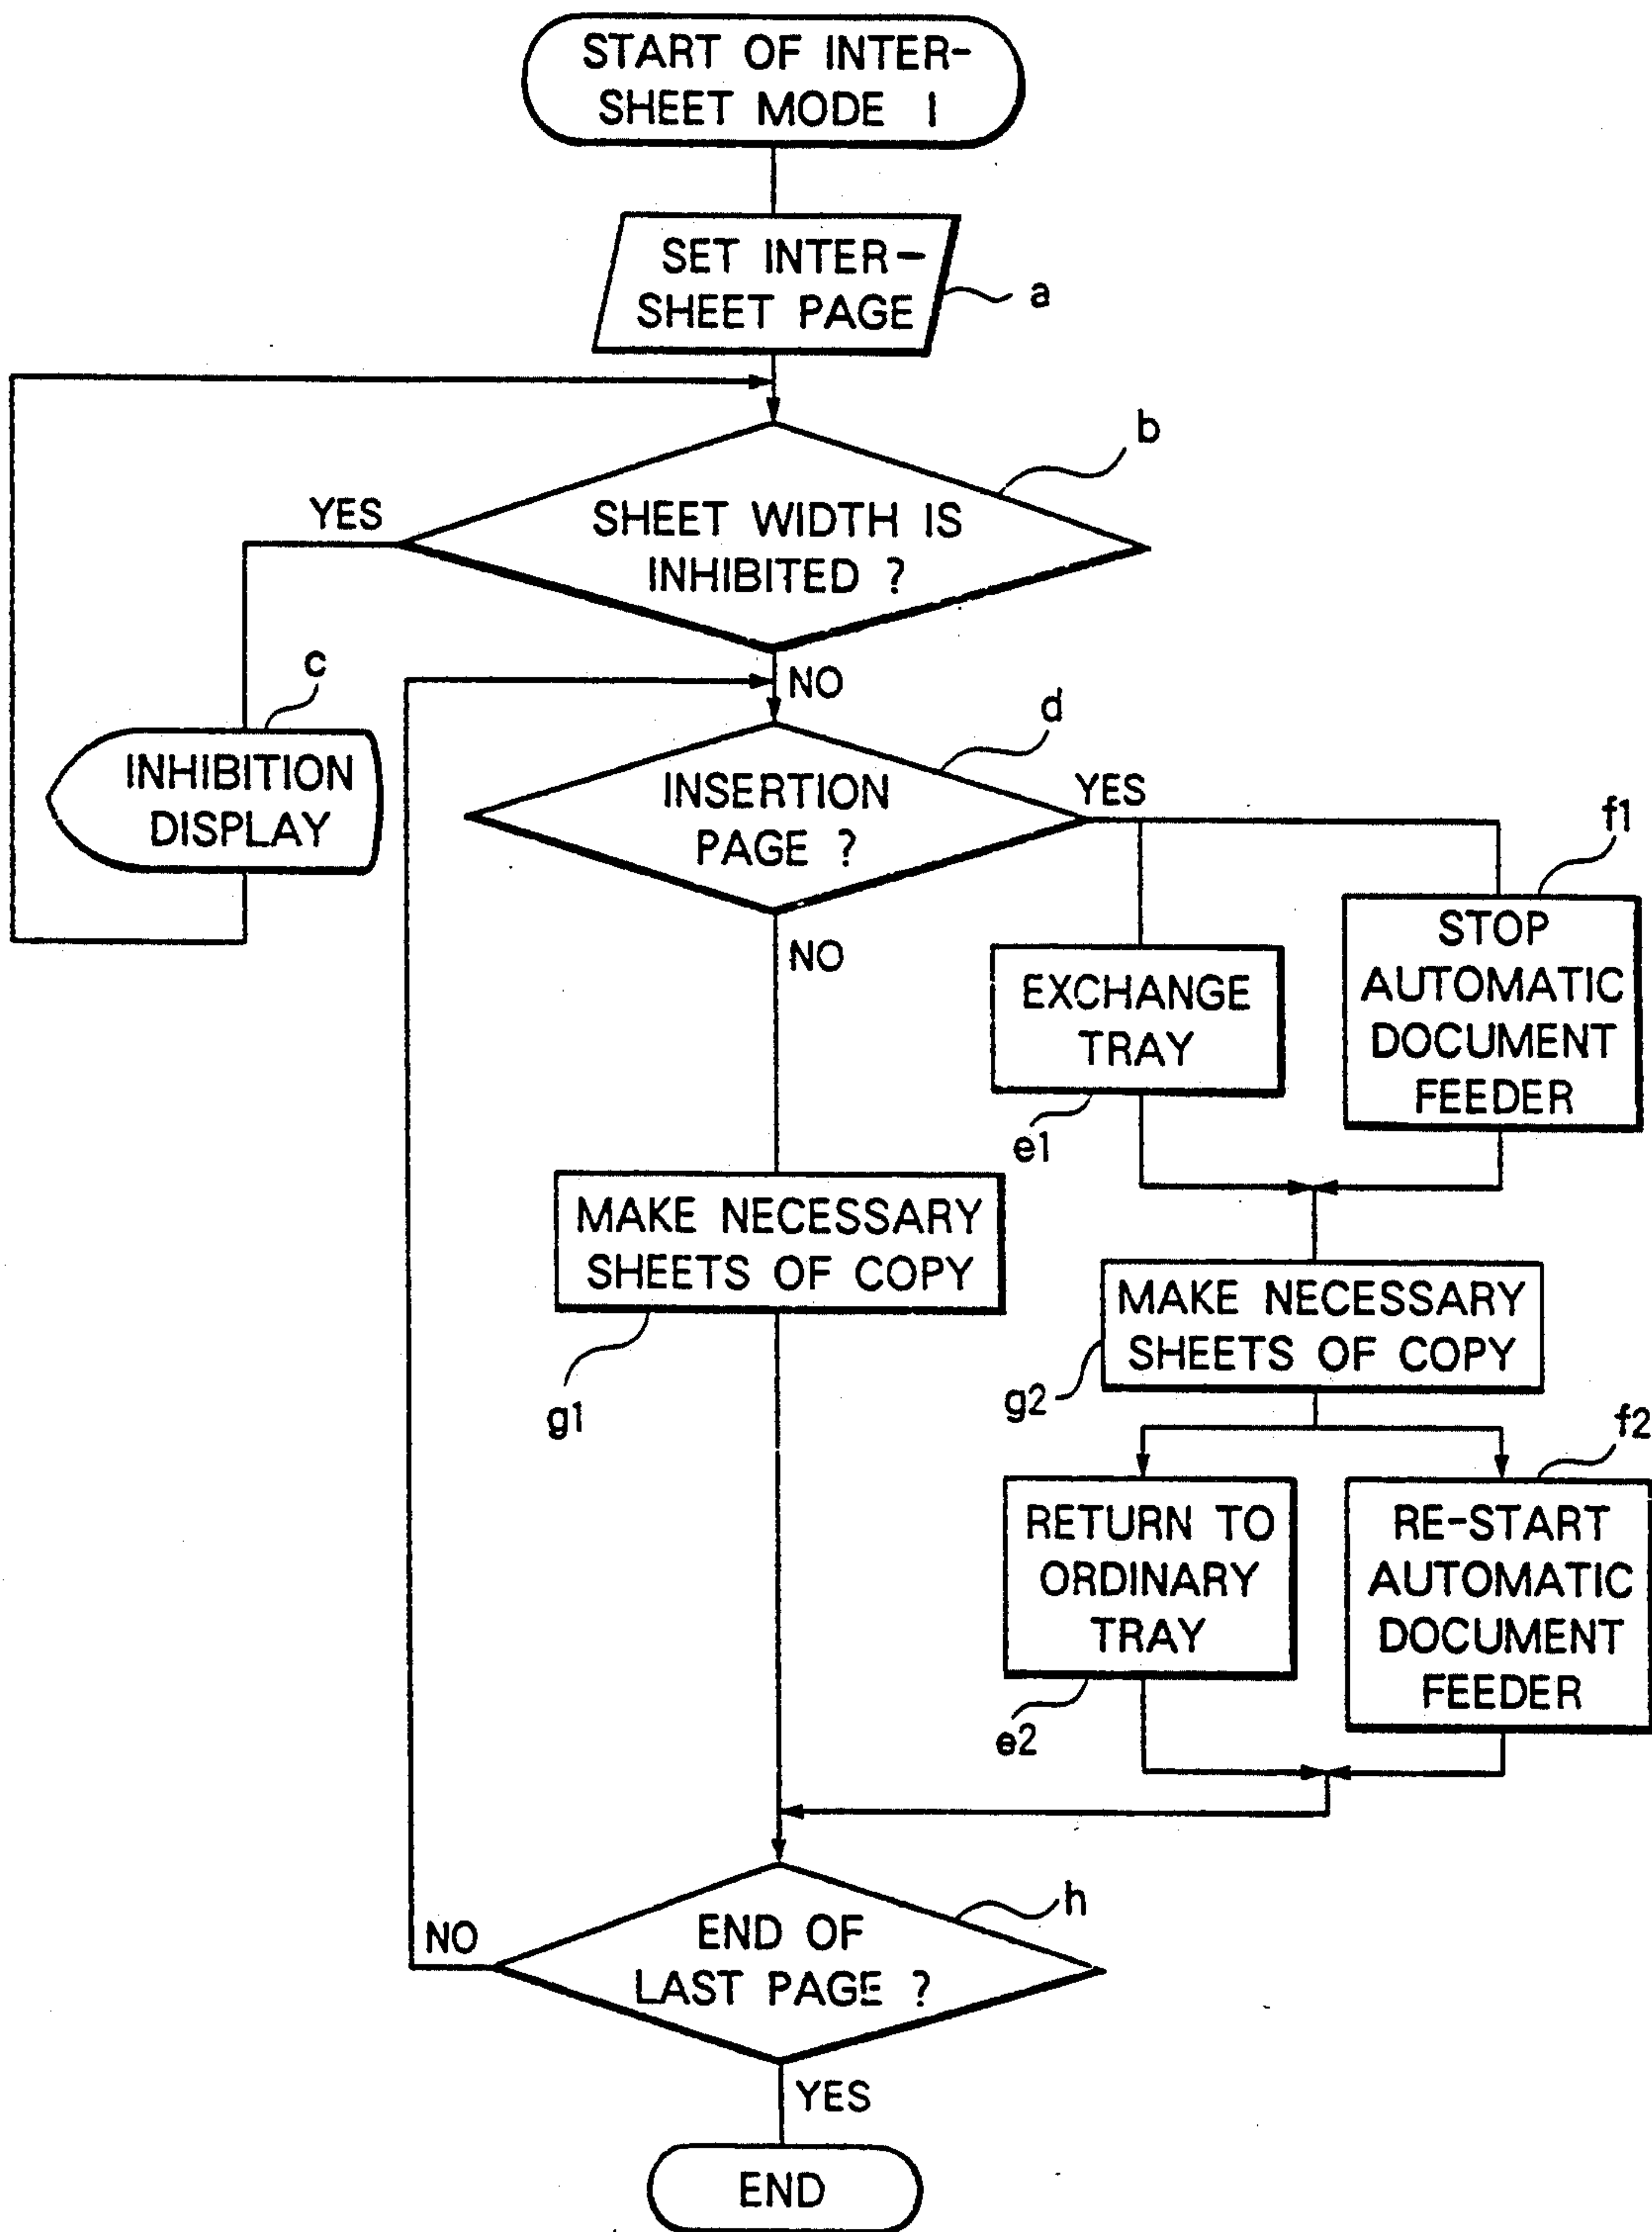 START OF INTER-
SHEET MODE 1
SET INTER-
SHEET PAGE
a
b
YES
SHEET WIDTH IS
INHIBITED ?
c
NO
d
INHIBITION
DISPLAY
INSERTION
PAGE ?
YES
f1
NO
EXCHANGE
TRAY
STOP
AUTOMATIC
DOCUMENT
FEEDER
e1
MAKE NECESSARY
SHEETS OF COPY
g1
MAKE NECESSARY
SHEETS OF COPY
g2
f2
RETURN TO
ORDINARY
TRAY
RE-START
AUTOMATIC
DOCUMENT
FEEDER
e2
h
NO
END OF
LAST PAGE ?
YES
END